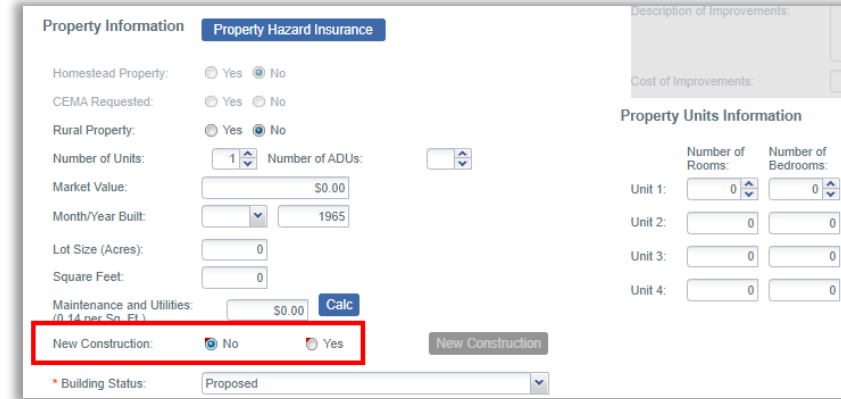 Property Information Property Hazard Insurance
Homestead Property: Yes No
CEMA Requested: Yes No
Rural Property: Yes No
Number of Units: 1 Number of ADUs:
Market Value: $0.00
Month/Year Built: 1965
Lot Size (Acres): 0
Square Feet: 0
Maintenance and Utilities: $0.00 Calc
(0.14 per Sq. Ft.)
New Construction: No Yes New Construction
* Building Status: Proposed
Description of Improvements:
Cost of Improvements:
Property Units Information
Number of Rooms: Number of Bedrooms:
Unit 1: 0 0
Unit 2: 0 0
Unit 3: 0 0
Unit 4: 0 0